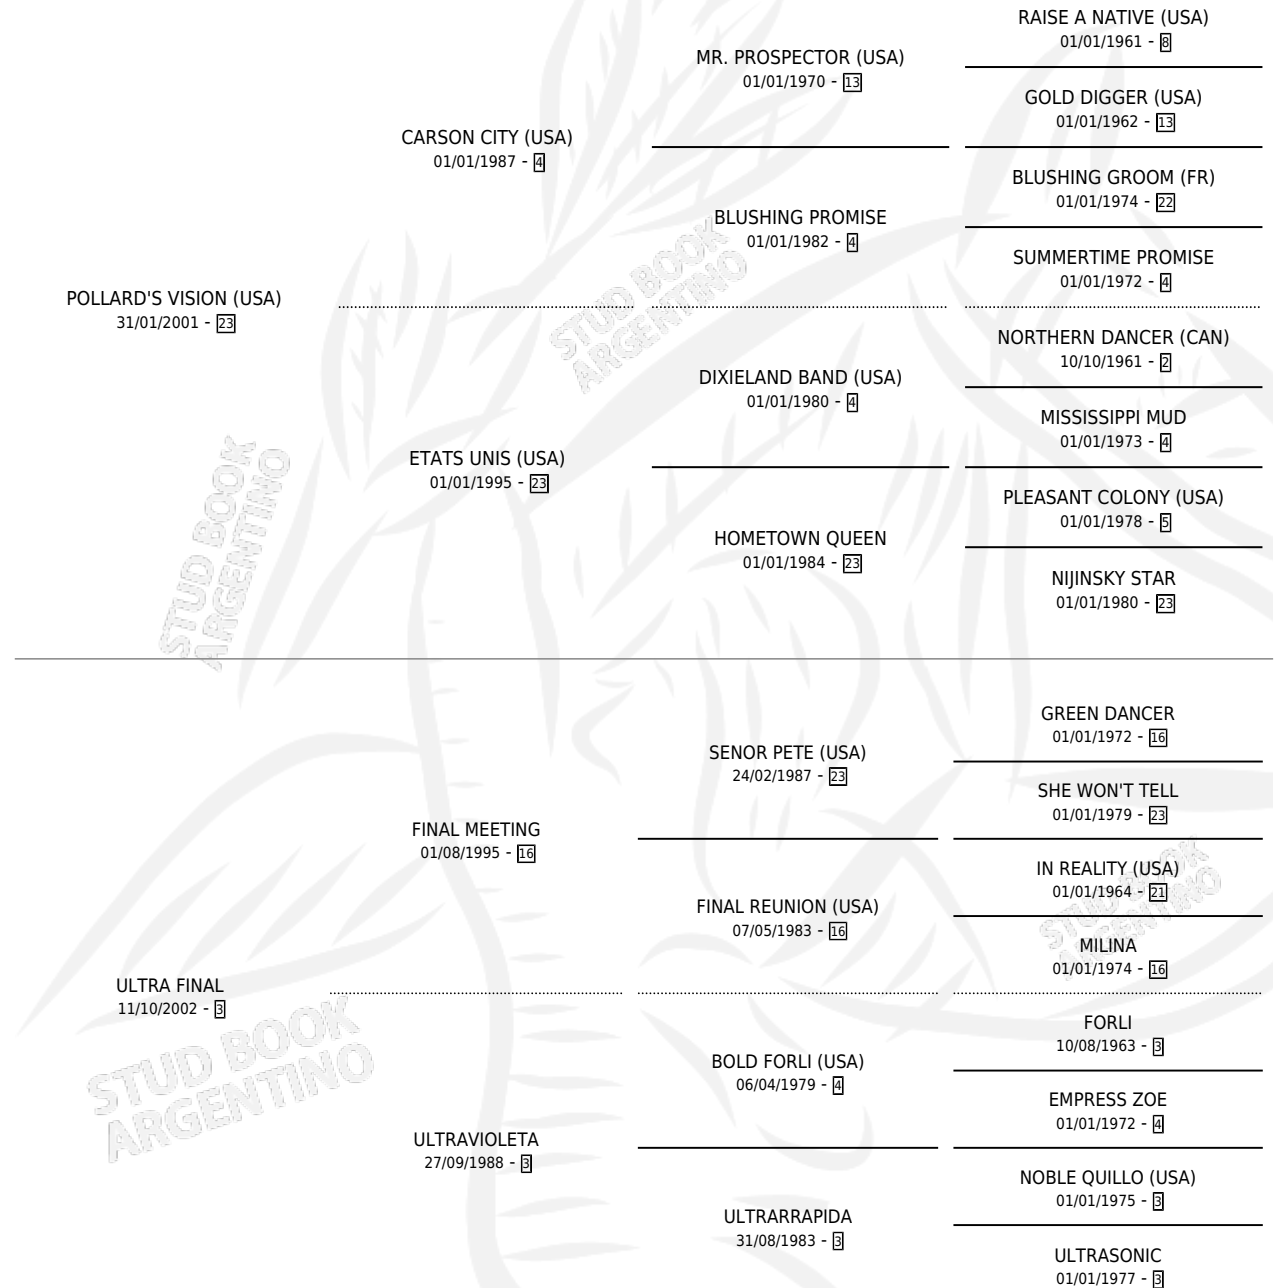 RAISE A NATIVE (USA)
01/01/1961 - 8
MR. PROSPECTOR (USA)
01/01/1970 - 13
GOLD DIGGER (USA)
01/01/1962 - 13
CARSON CITY (USA)
01/01/1987 - 4
BLUSHING GROOM (FR)
01/01/1974 - 22
BLUSHING PROMISE
01/01/1982 - 4
SUMMERTIME PROMISE
01/01/1972 - 4
POLLARD'S VISION (USA)
31/01/2001 - 23
STUD BOOK
ARGENTINO
NORTHERN DANCER (CAN)
10/10/1961 - 2
DIXIELAND BAND (USA)
01/01/1980 - 4
MISSISSIPPI MUD
01/01/1973 - 4
ETATS UNIS (USA)
01/01/1995 - 23
PLEASANT COLONY (USA)
01/01/1978 - 5
HOMETOWN QUEEN
01/01/1984 - 23
NIJINSKY STAR
01/01/1980 - 23
STUD BOOK
ARGENTINO
GREEN DANCER
01/01/1972 - 16
SENOR PETE (USA)
24/02/1987 - 23
SHE WON'T TELL
01/01/1979 - 23
FINAL MEETING
01/08/1995 - 16
IN REALITY (USA)
01/01/1964 - 21
FINAL REUNION (USA)
07/05/1983 - 16
STUD BOOK
ARGENTINO
MILINA
01/01/1974 - 16
ULTRA FINAL
11/10/2002 - 3
FORLI
10/08/1963 - 3
BOLD FORLI (USA)
06/04/1979 - 4
EMPRESS ZOE
01/01/1972 - 4
STUD BOOK
ARGENTINO
ULTRAVIOLETA
27/09/1988 - 3
NOBLE QUILLO (USA)
01/01/1975 - 3
ULTRARRAPIDA
31/08/1983 - 3
ULTRASONIC
01/01/1977 - 3